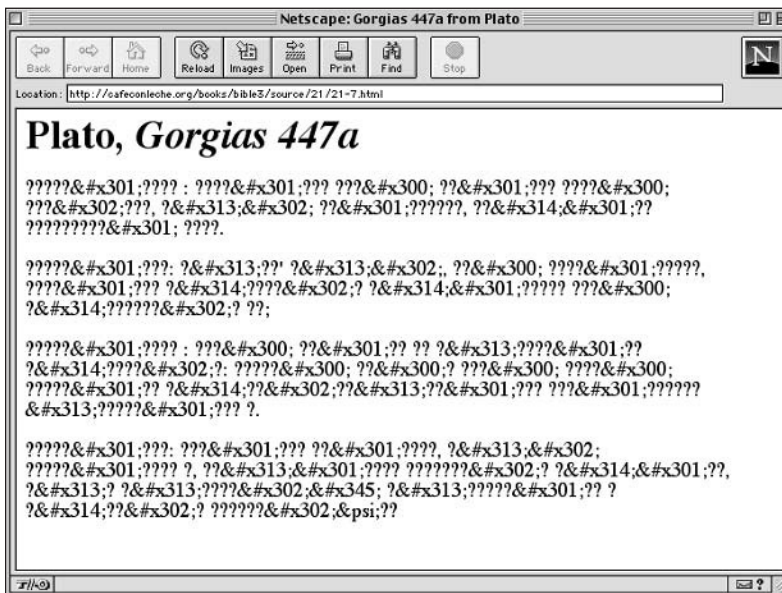 Netscape: Gorgias 447a from Plato
Back Forward Home Reload Images Open Print Find Stop
N
Location: http://cafeconleche.org/books/bible3/source/21/21-7.html
Plato, Gorgias 447a
?????&#x301;???? : ????&#x301;??? ???&#x300; ??&#x301;??? ????&#x300;
???&#x302;???, ?&#x313;&#x302; ??&#x301;??????, ??&#x314;&#x301;??
?????????&#x301; ????.
?????&#x301;???: ?&#x313;??' ?&#x313;&#x302;, ??&#x300; ????&#x301;?????,
????&#x301;??? ?&#x314;????&#x302;? ?&#x314;&#x301;????? ???&#x300;
?&#x314;??????&#x302;? ??;
?????&#x301;???? : ???&#x300; ??&#x301;?? ?? ?&#x313;????&#x301;??
?&#x314;????&#x302;?: ?????&#x300; ??&#x300;? ???&#x300; ????&#x300;
?????&#x301;?? ?&#x314;??&#x302;??&#x313;??&#x301;??? ???&#x301;??????
&#x313;?????&#x301;??? ?.
?????&#x301;???: ???&#x301;??? ??&#x301;????, ?&#x313;&#x302;
?????&#x301;???? ?, ??&#x313;&#x301;???? ???????&#x302;? ?&#x314;&#x301;??,
?&#x313;? ?&#x313;????&#x302;&#x345; ?&#x313;?????&#x301;?? ?
?&#x314;??&#x302;? ??????&#x302;&psi;??